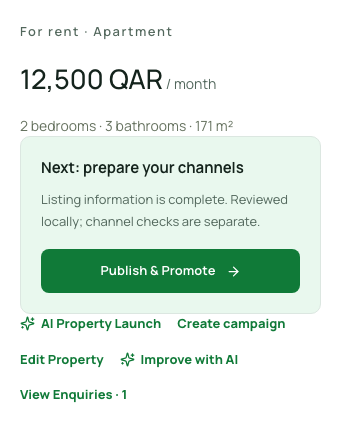 For rent · Apartment
12,500 QAR / month
2 bedrooms · 3 bathrooms · 171 m²
Next: prepare your channels
Listing information is complete. Reviewed
locally; channel checks are separate.
Publish & Promote →
AI Property Launch Create campaign
Edit Property Improve with AI
View Enquiries · 1